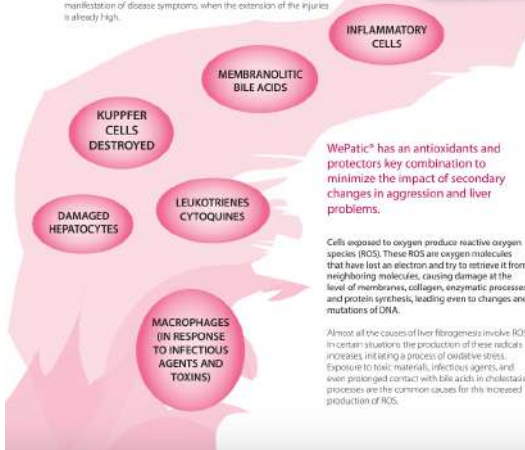 manifestation of disease symptoms, when the extension of the injuries
is already high.
INFLAMMATORY
CELLS
MEMBRANOLITIC
BILE ACIDS
KUPPFER
CELLS
DESTROYED
LEUKOTRIENES
CYTOQUINES
DAMAGED
HEPATOCYTES
MACROPHAGES
(IN RESPONSE
TO INFECTIOUS
AGENTS AND
TOXINS)
WePatic® has an antioxidants and
protectors key combination to
minimize the impact of secondary
changes in aggression and liver
problems.
Cells exposed to oxygen produce reactive oxygen
species (ROS). These ROS are oxygen molecules
that have lost an electron and try to retrieve it from
neighboring molecules, causing damage at the
level of membranes, collagen, enzymatic processes
and protein synthesis, leading even to changes and
mutations of DNA.
Almost all the causes of liver fibrogenesis involve ROS.
In certain situations the production of these radicals
increases, initiating a process of oxidative stress.
Exposure to toxic materials, infectious agents, and
even prolonged contact with bile acids in cholestasic
processes are the common causes for this increased
production of ROS.